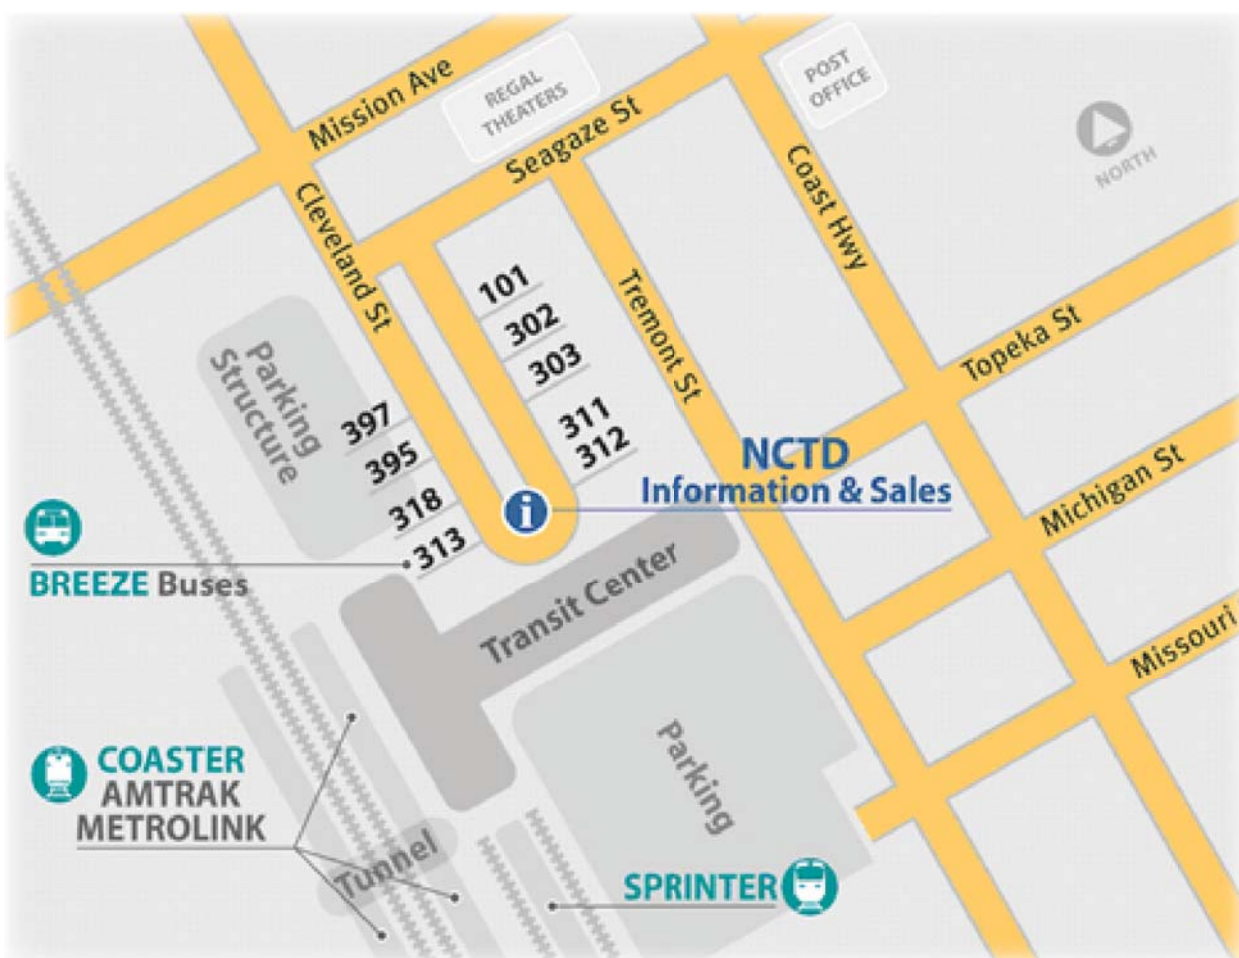 Mission Ave
REGAL
THEATERS
Seagaze St
POST
OFFICE
NORTH
Cleveland St
Coast Hwy
Tremont St
Topeka St
Michigan St
Missouri
101
302
303
311
312
397
395
318
313
Parking
Structure
NCTD
Information & Sales
i
BREEZE Buses
Transit Center
Parking
COASTER
AMTRAK
METROLINK
Tunnel
SPRINTER